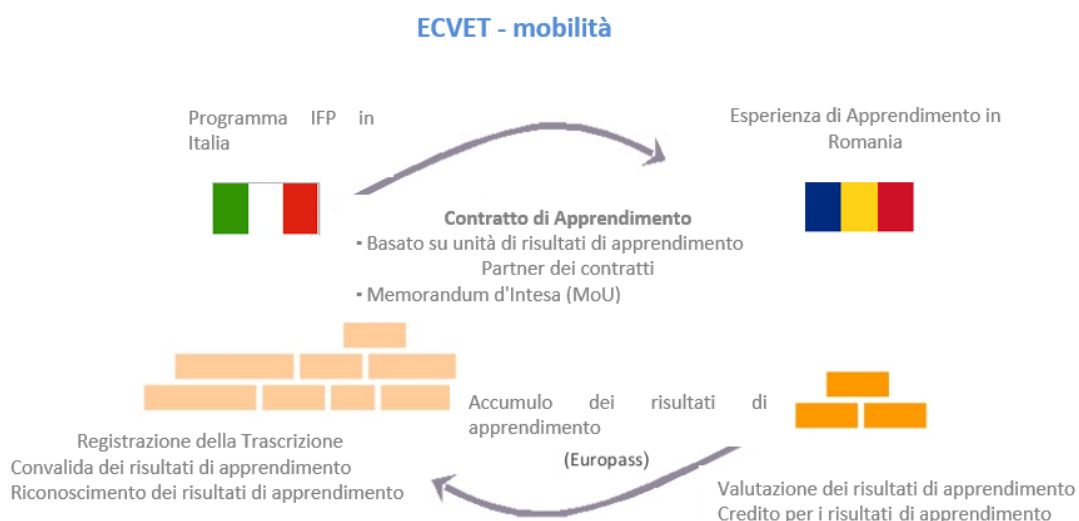 ECVET - mobilità
Programma IFP in
Italia
Esperienza di Apprendimento in
Romania
Contratto di Apprendimento
▪ Basato su unità di risultati di apprendimento
Partner dei contratti
▪ Memorandum d'Intesa (MoU)
Accumulo dei risultati di
apprendimento
(Europass)
Registrazione della Trascrizione
Convalida dei risultati di apprendimento
Riconoscimento dei risultati di apprendimento
Valutazione dei risultati di apprendimento
Credito per i risultati di apprendimento